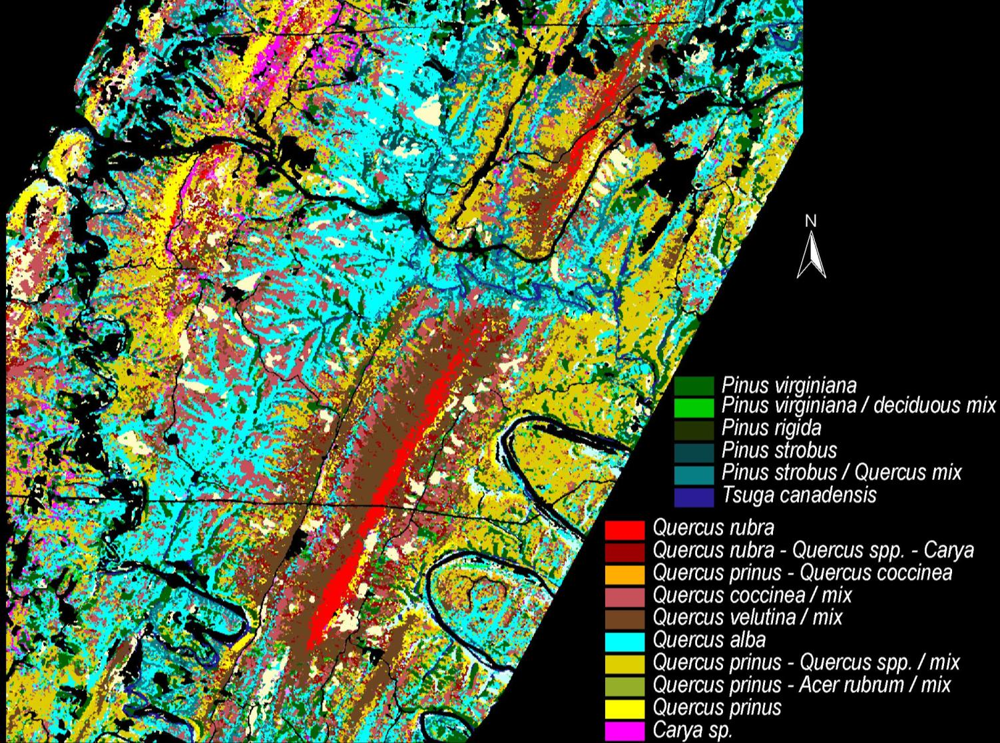 N
Pinus virginiana
Pinus virginiana / deciduous mix
Pinus rigida
Pinus strobus
Pinus strobus / Quercus mix
Tsuga canadensis
Quercus rubra
Quercus rubra - Quercus spp. - Carya
Quercus prinus - Quercus coccinea
Quercus coccinea / mix
Quercus velutina / mix
Quercus alba
Quercus prinus - Quercus spp. / mix
Quercus prinus - Acer rubrum / mix
Quercus prinus
Carya sp.